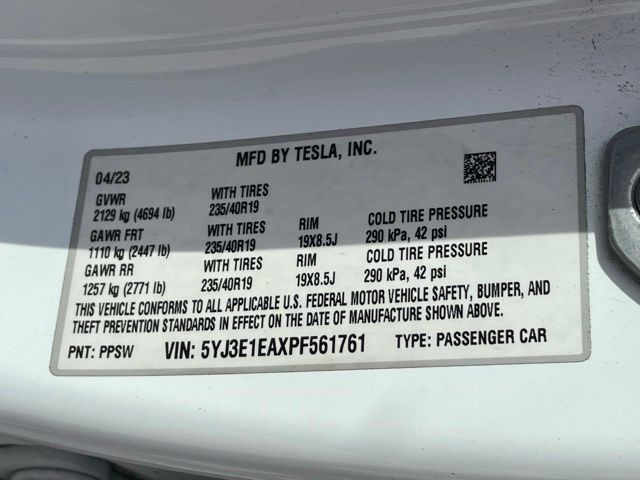 MFD BY TESLA, INC.
04/23
GVWR WITH TIRES
2129 kg (4694 lb) 235/40R19
GAWR FRT WITH TIRES RIM COLD TIRE PRESSURE
1110 kg (2447 lb) 235/40R19 19X8.5J 290 kPa, 42 psi
GAWR RR WITH TIRES RIM COLD TIRE PRESSURE
1257 kg (2771 lb) 235/40R19 19X8.5J 290 kPa, 42 psi
THIS VEHICLE CONFORMS TO ALL APPLICABLE U.S. FEDERAL MOTOR VEHICLE SAFETY, BUMPER, AND
THEFT PREVENTION STANDARDS IN EFFECT ON THE DATE OF MANUFACTURE SHOWN ABOVE.
PNT: PPSW VIN: 5YJ3E1EAXPF561761 TYPE: PASSENGER CAR